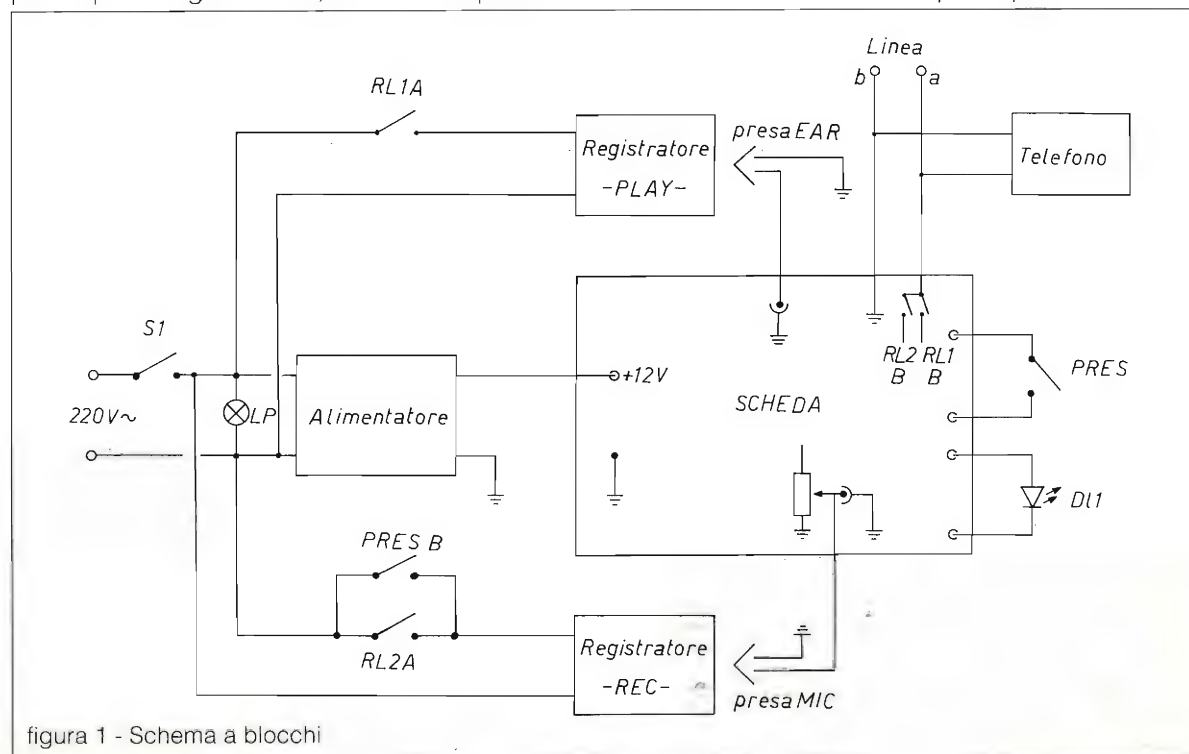 Linea
b a
RL1A
Registratore
-PLAY-
presa EAR
Telefono
S1
220V~
LP
Alimentatore
+12V
RL2 RL1
B B
SCHEDA
PRES
Dl1
PRES B
RL2A
Registratore
-REC-
presa MIC
figura 1 - Schema a blocchi